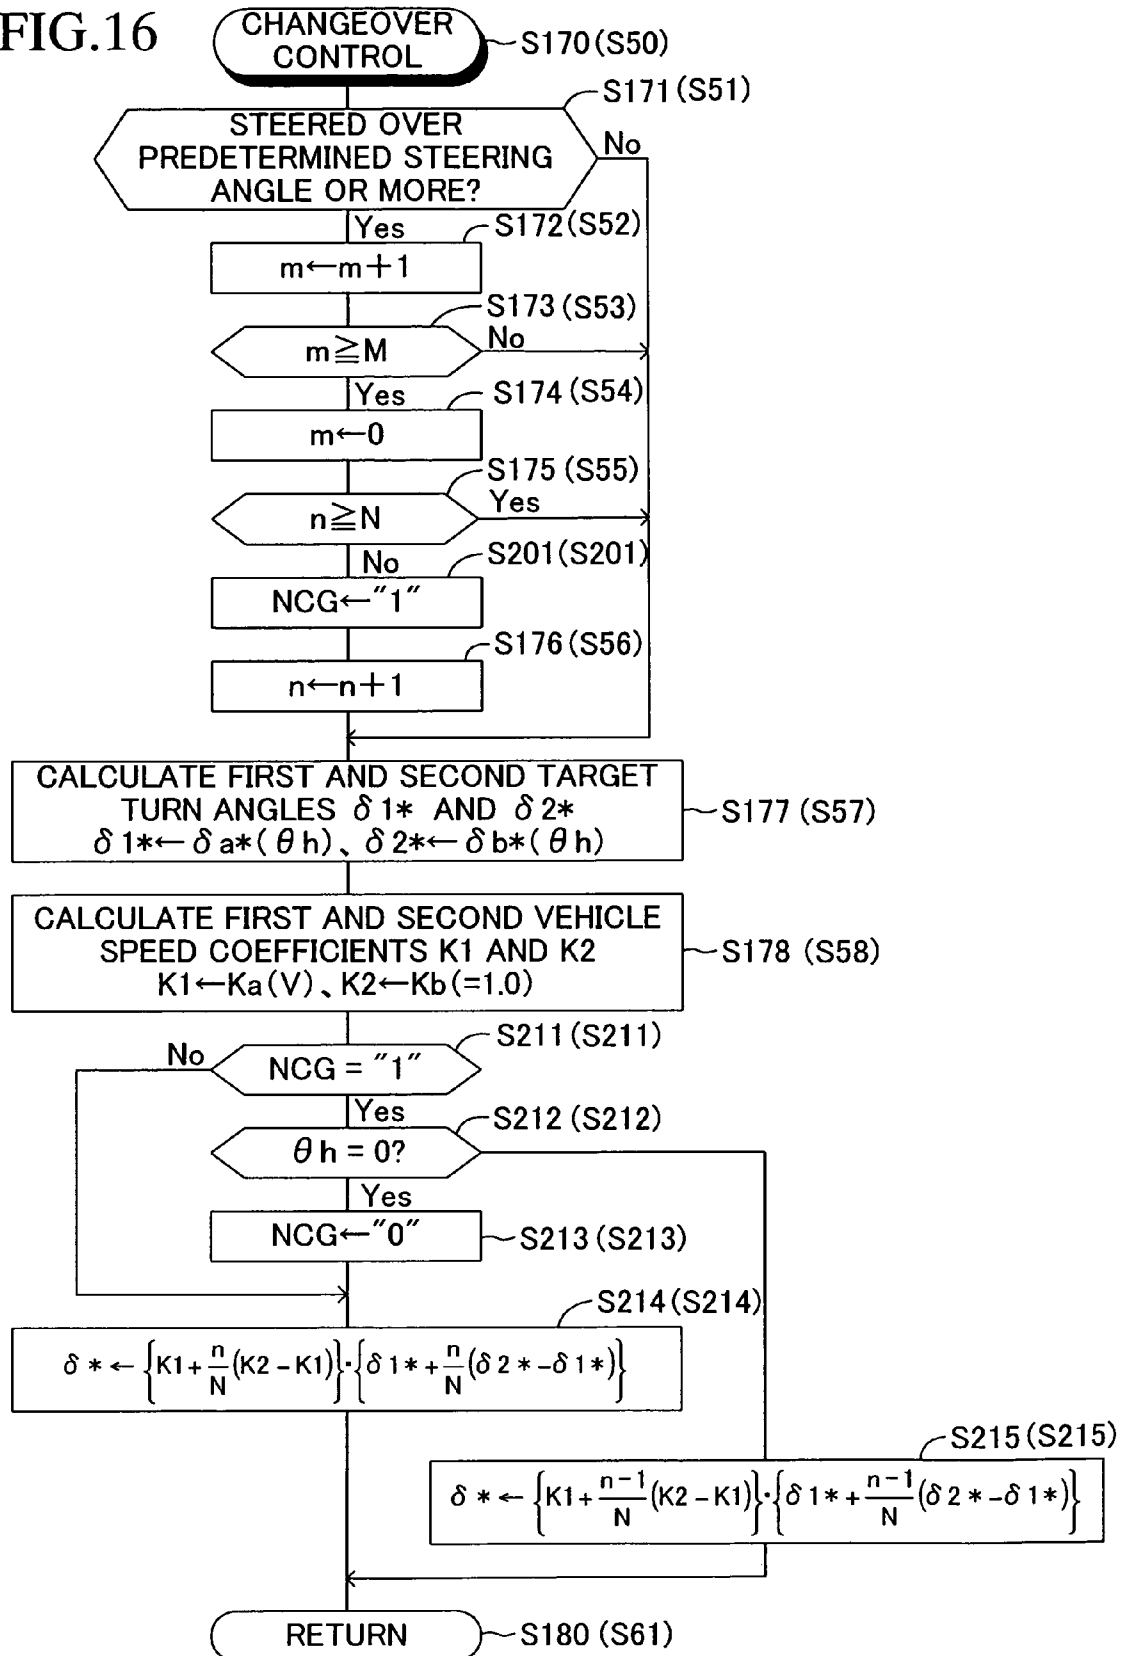 FIG.16
CHANGEOVER
CONTROL
S170(S50)
S171(S51)
STEERED OVER
PREDETERMINED STEERING
ANGLE OR MORE?
No
Yes
S172(S52)
m←m+1
S173(S53)
m≧M
No
Yes
S174(S54)
m←0
S175(S55)
n≧N
Yes
No
S201(S201)
NCG←"1"
S176(S56)
n←n+1
CALCULATE FIRST AND SECOND TARGET
TURN ANGLES δ1* AND δ2*
δ1*←δa*(θh)、δ2*←δb*(θh)
S177(S57)
CALCULATE FIRST AND SECOND VEHICLE
SPEED COEFFICIENTS K1 AND K2
K1←Ka(V)、K2←Kb(=1.0)
S178(S58)
S211(S211)
No
NCG="1"
Yes
S212(S212)
θh=0?
Yes
NCG←"0"
S213(S213)
S214(S214)
δ*←{K1+n/N(K2-K1)}·{δ1*+n/N(δ2*-δ1*)}
S215(S215)
δ*←{K1+n-1/N(K2-K1)}·{δ1*+n-1/N(δ2*-δ1*)}
RETURN
S180(S61)